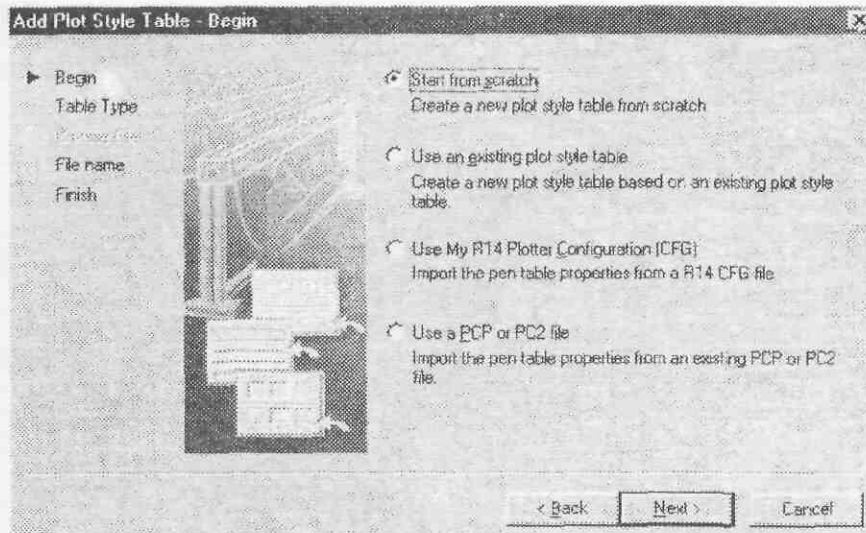 Add Plot Style Table - Begin
Begin
Table Type
File name
Finish
Start from scratch
Create a new plot style table from scratch
Use an existing plot style table
Create a new plot style table based on an existing plot style
table.
Use My R14 Plotter Configuration (CFG)
Import the pen table properties from a R14 CFG file
Use a PCP or PC2 file
Import the pen table properties from an existing PCP or PC2
file.
< Back
Next >
Cancel